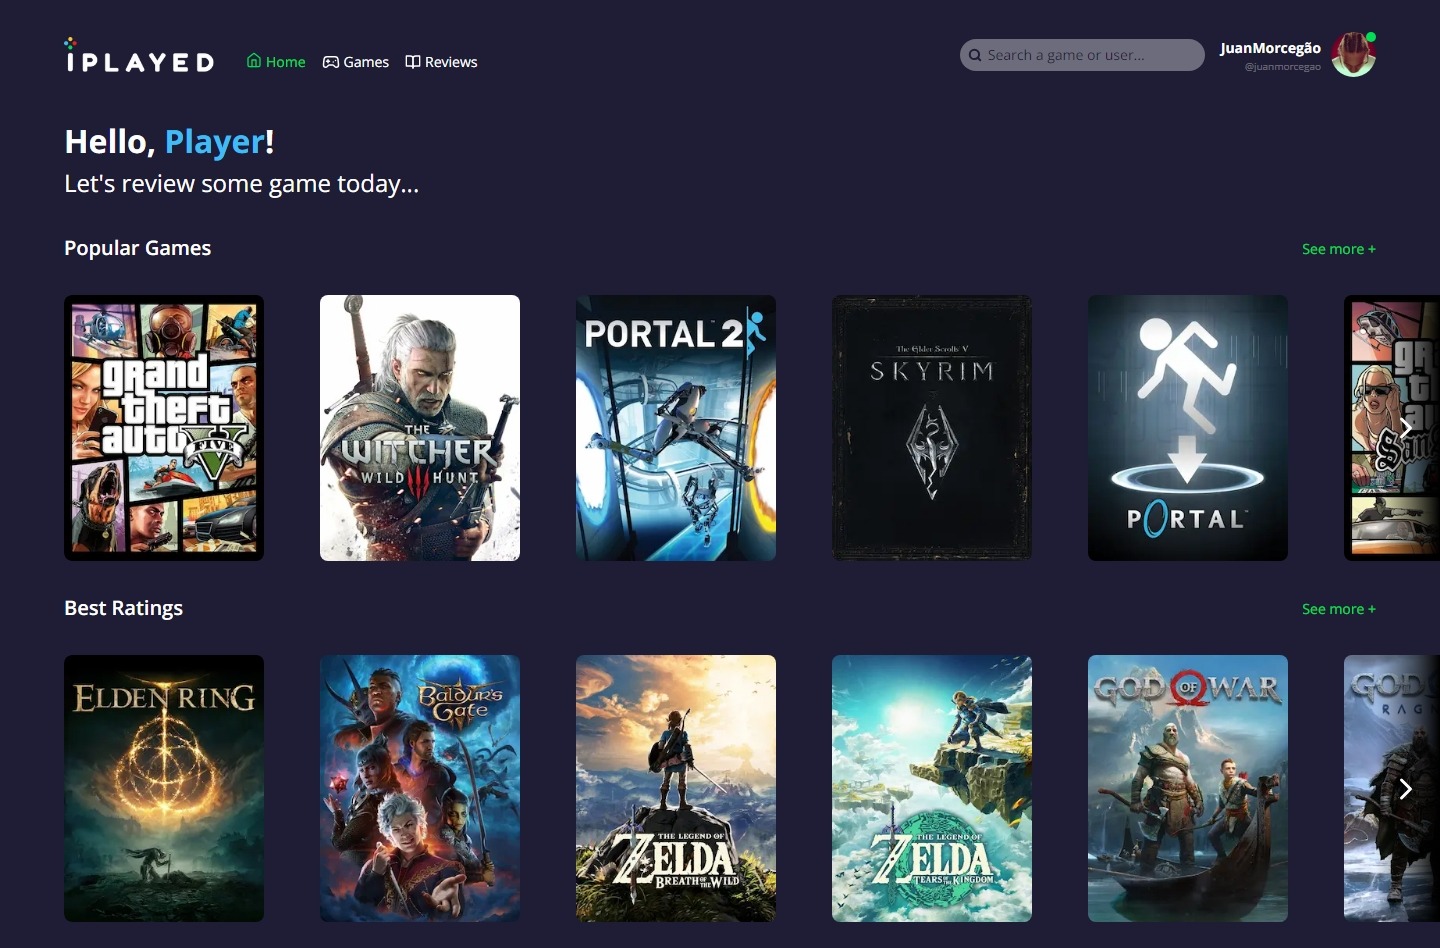 iPLAYED
Home Games Reviews
Search a game or user...
JuanMorcegão
@juanmorcegao
Hello, Player!
Let's review some game today...
Popular Games
See more +
grand
theft
auto
FIVE
THE
WITCHER
WILD HUNT
PORTAL 2
The Elder Scrolls V
SKYRIM
PORTAL
Best Ratings
See more +
ELDEN RING
Baldur's
Gate
THE LEGEND OF
ZELDA
BREATH OF THE WILD
THE LEGEND OF
ZELDA
TEARS OF THE KINGDOM
GOD OF WAR
GOD